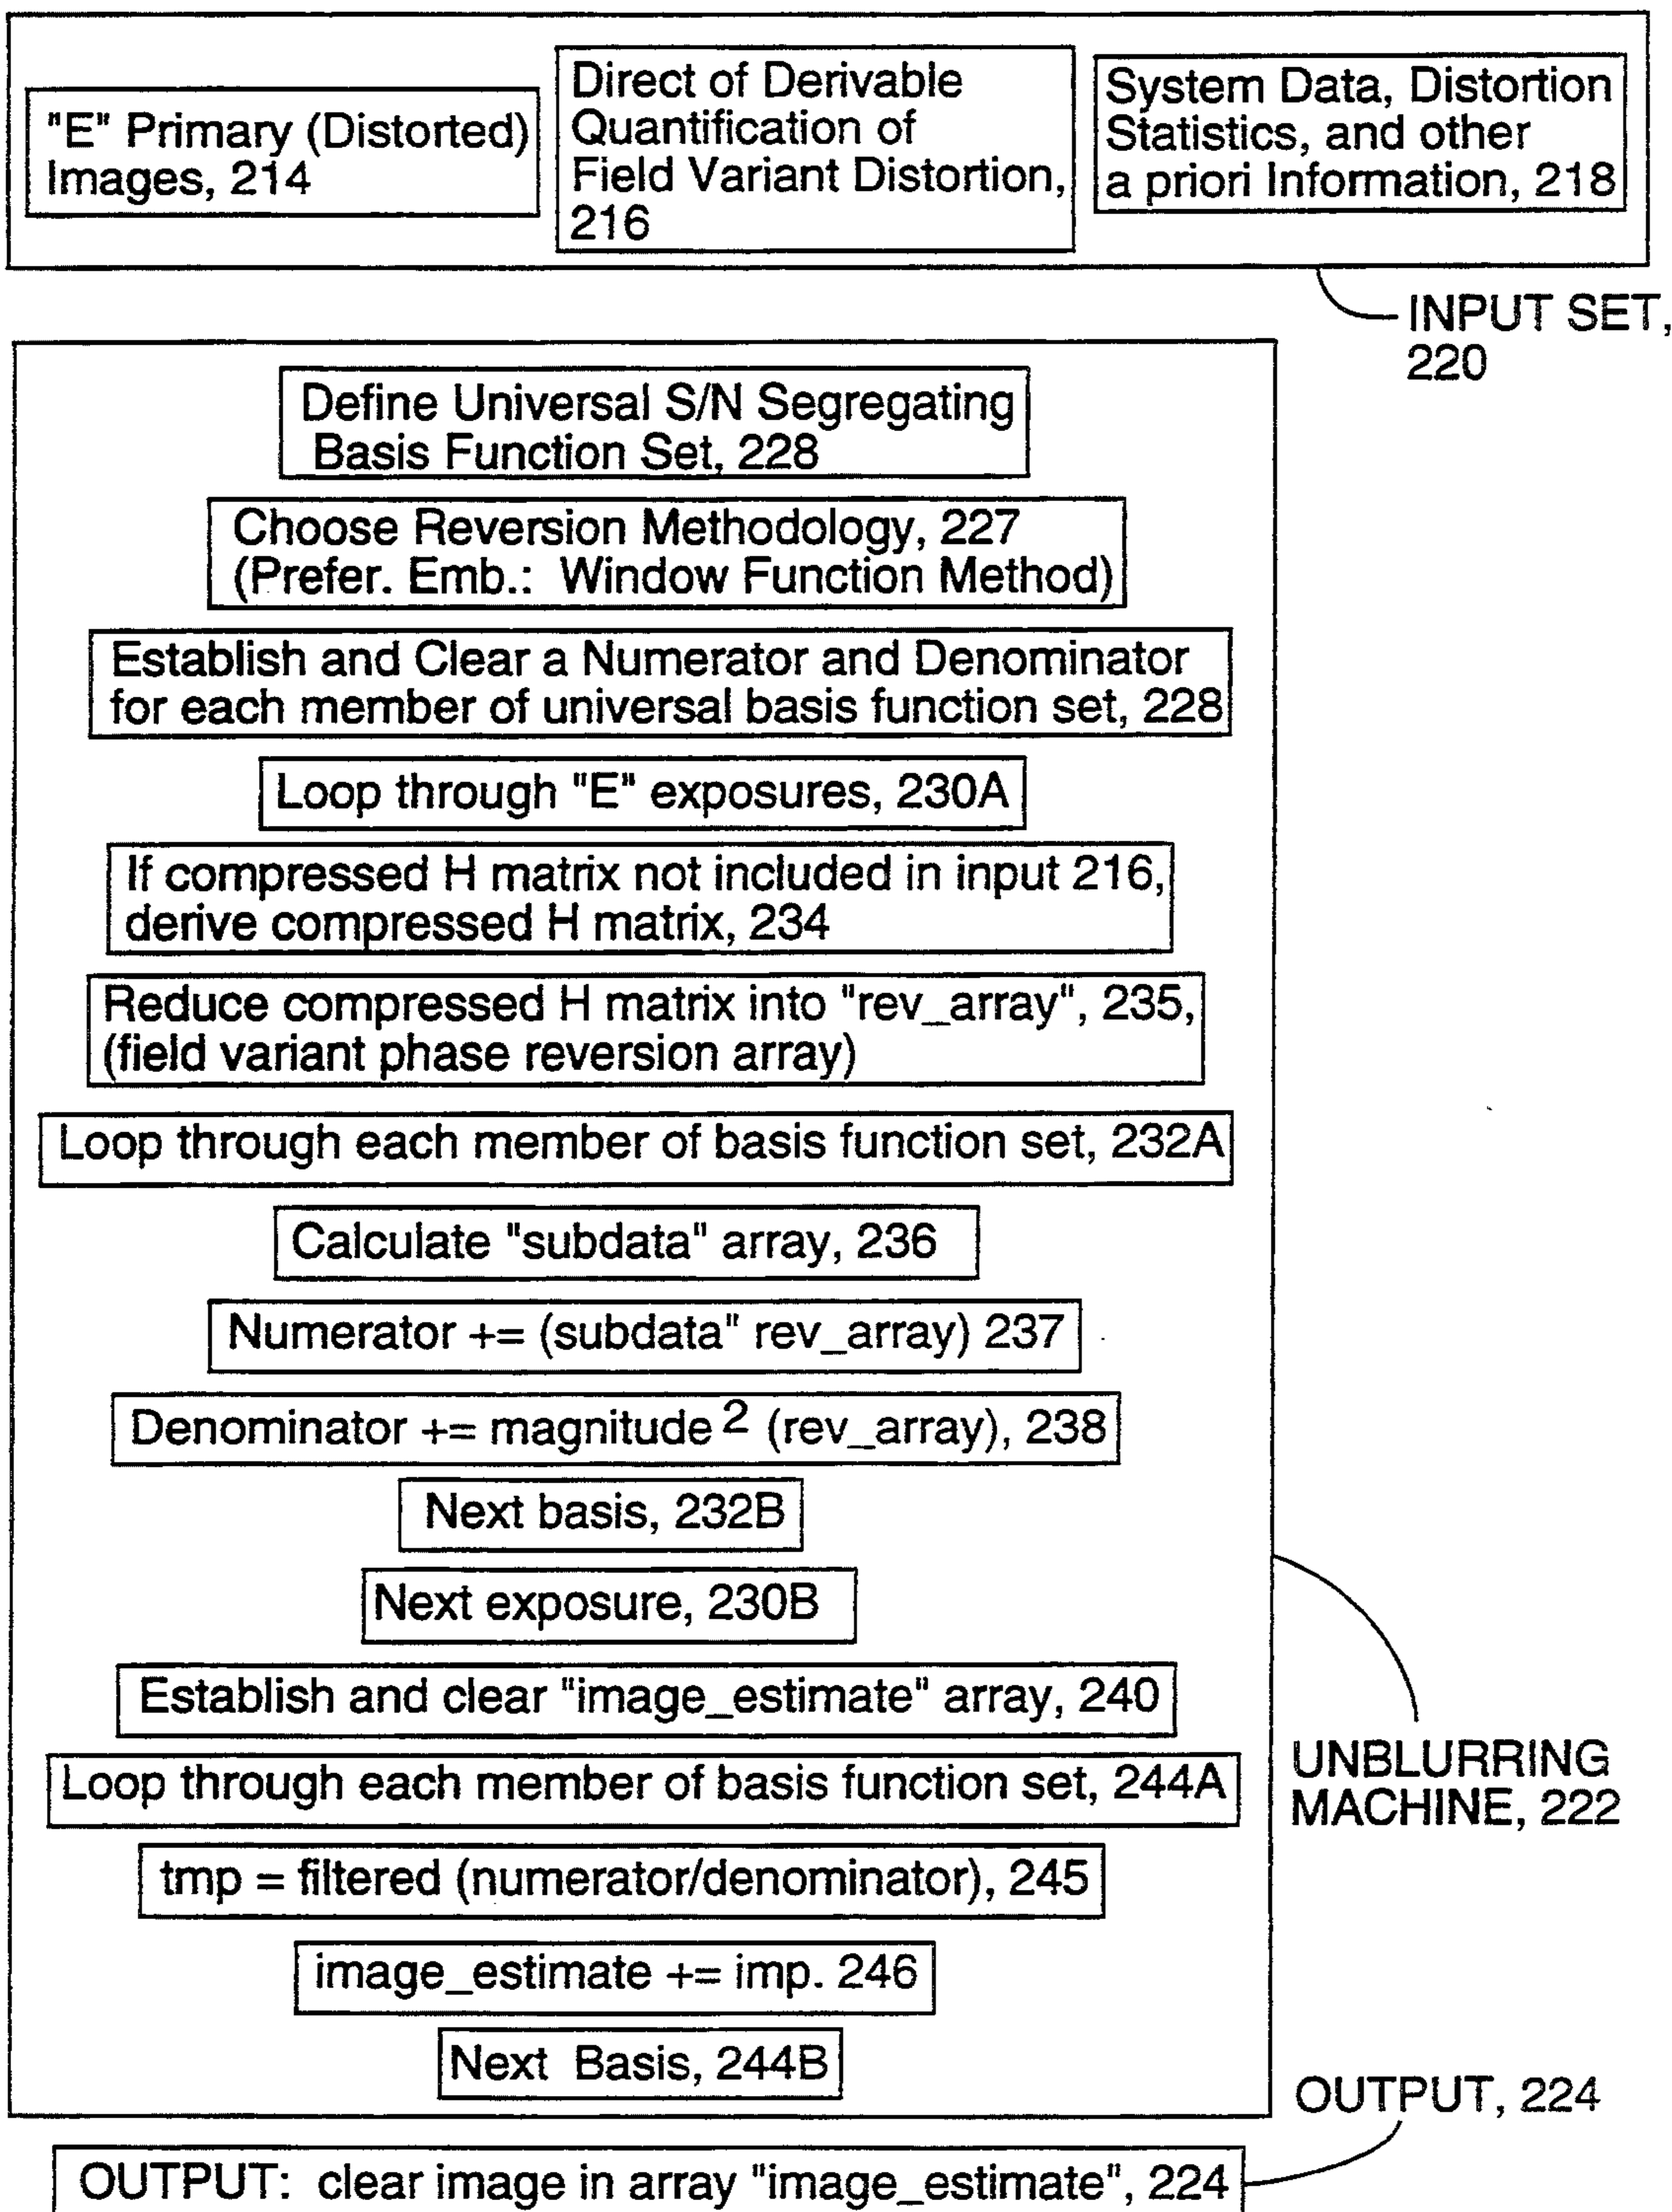 "E" Primary (Distorted)
Images, 214
Direct of Derivable
Quantification of
Field Variant Distortion,
216
System Data, Distortion
Statistics, and other
a priori Information, 218
INPUT SET,
220
Define Universal S/N Segregating
Basis Function Set, 228
Choose Reversion Methodology, 227
(Prefer. Emb.: Window Function Method)
Establish and Clear a Numerator and Denominator
for each member of universal basis function set, 228
Loop through "E" exposures, 230A
If compressed H matrix not included in input 216,
derive compressed H matrix, 234
Reduce compressed H matrix into "rev_array", 235,
(field variant phase reversion array)
Loop through each member of basis function set, 232A
Calculate "subdata" array, 236
Numerator += (subdata" rev_array) 237
Denominator += magnitude 2 (rev_array), 238
Next basis, 232B
Next exposure, 230B
Establish and clear "image_estimate" array, 240
Loop through each member of basis function set, 244A
tmp = filtered (numerator/denominator), 245
image_estimate += imp. 246
Next Basis, 244B
UNBLURRING
MACHINE, 222
OUTPUT, 224
OUTPUT: clear image in array "image_estimate", 224